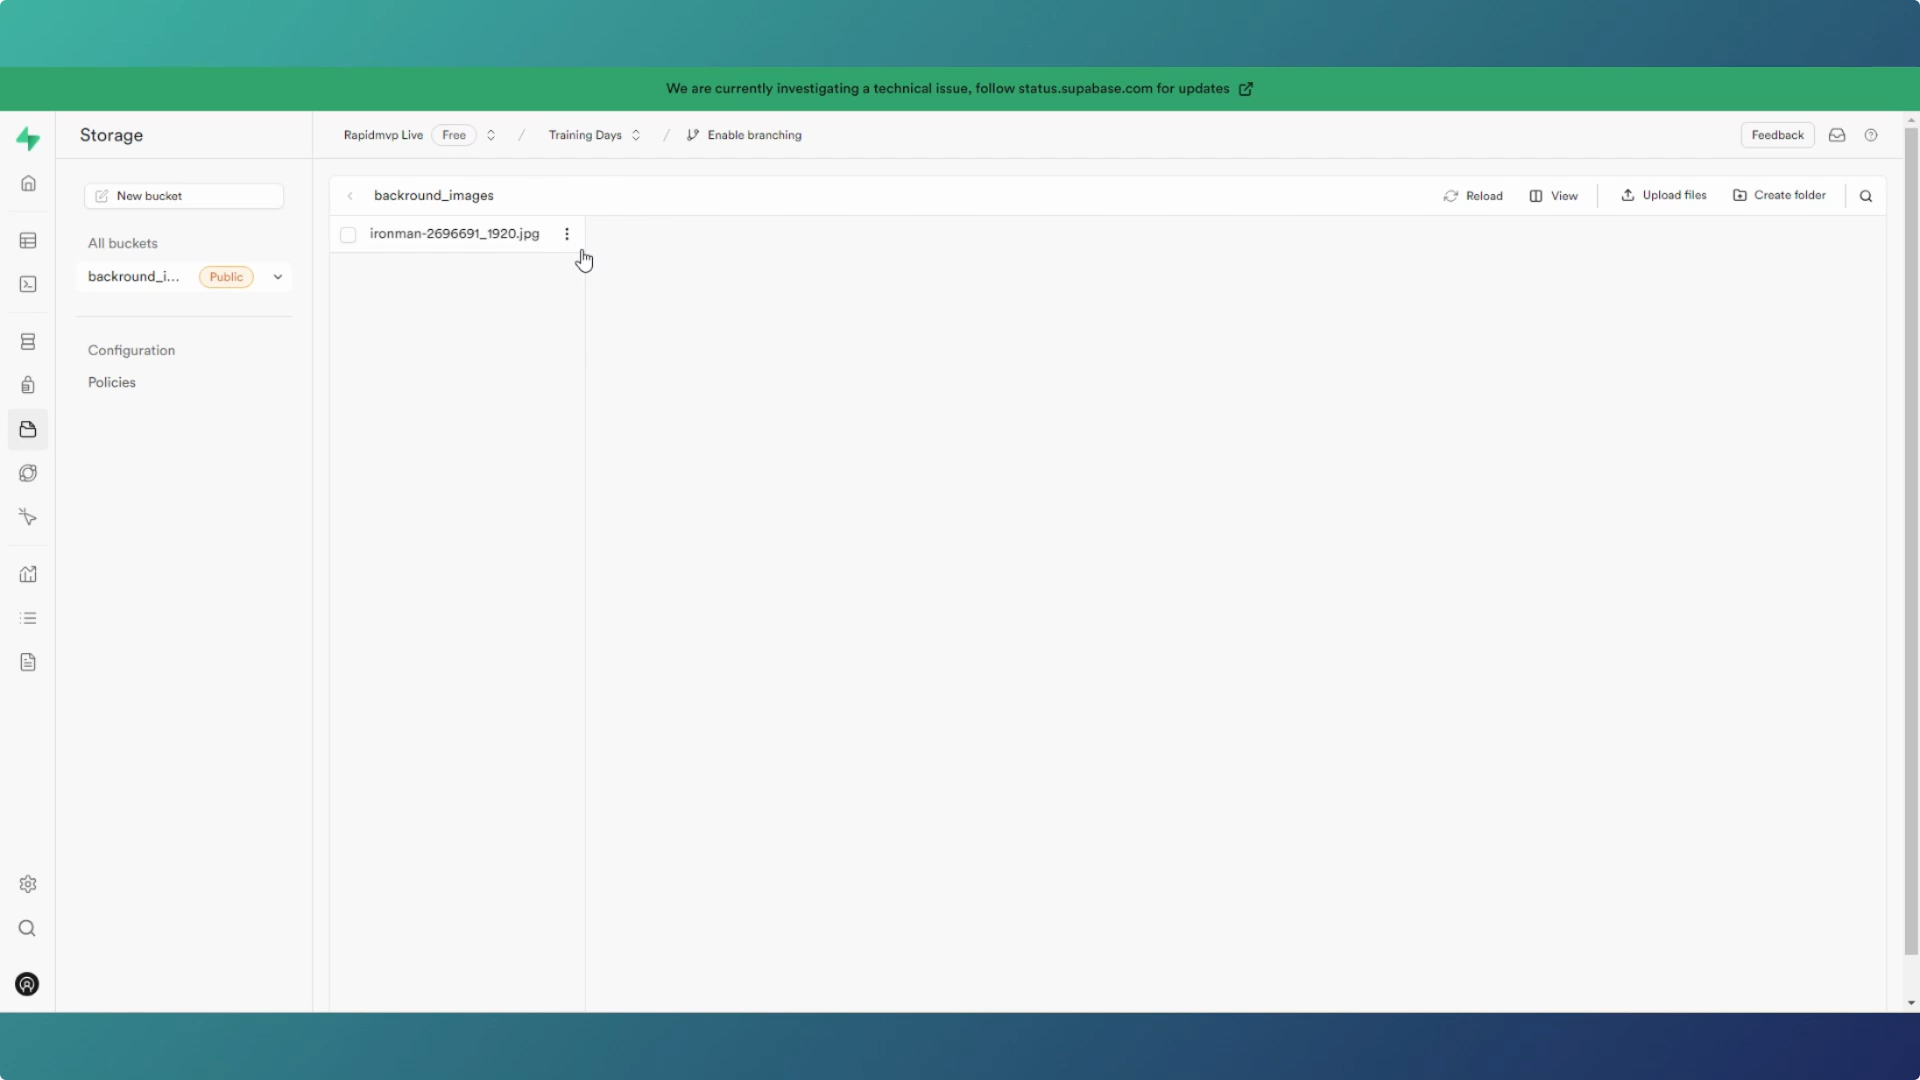 We are currently investigating a technical issue, follow status.supabase.com for updates
Storage
Rapidmvp Live Free / Training Days / Enable branching
Feedback
New bucket
backround_images
Reload
View
Upload files
Create folder
All buckets
ironman-2696691_1920.jpg
backround_i... Public
Configuration
Policies